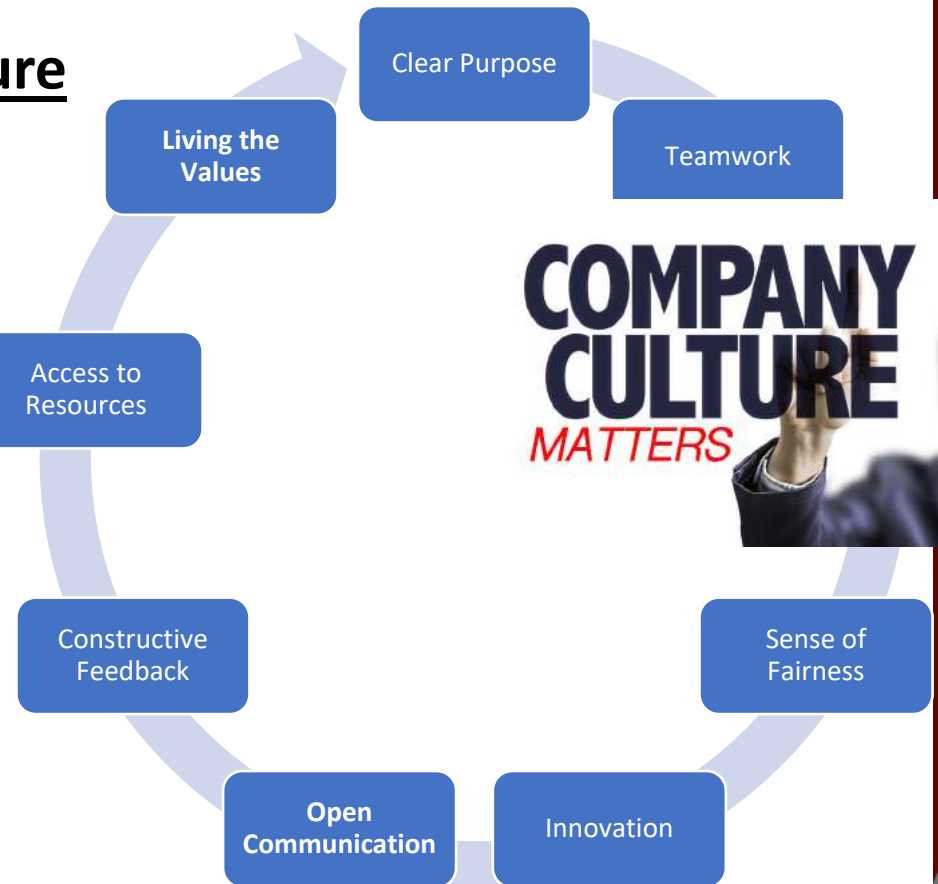 ure
Clear Purpose
Teamwork
COMPANY
CULTURE
MATTERS
Sense of
Fairness
Innovation
Open
Communication
Constructive
Feedback
Access to
Resources
Living the
Values